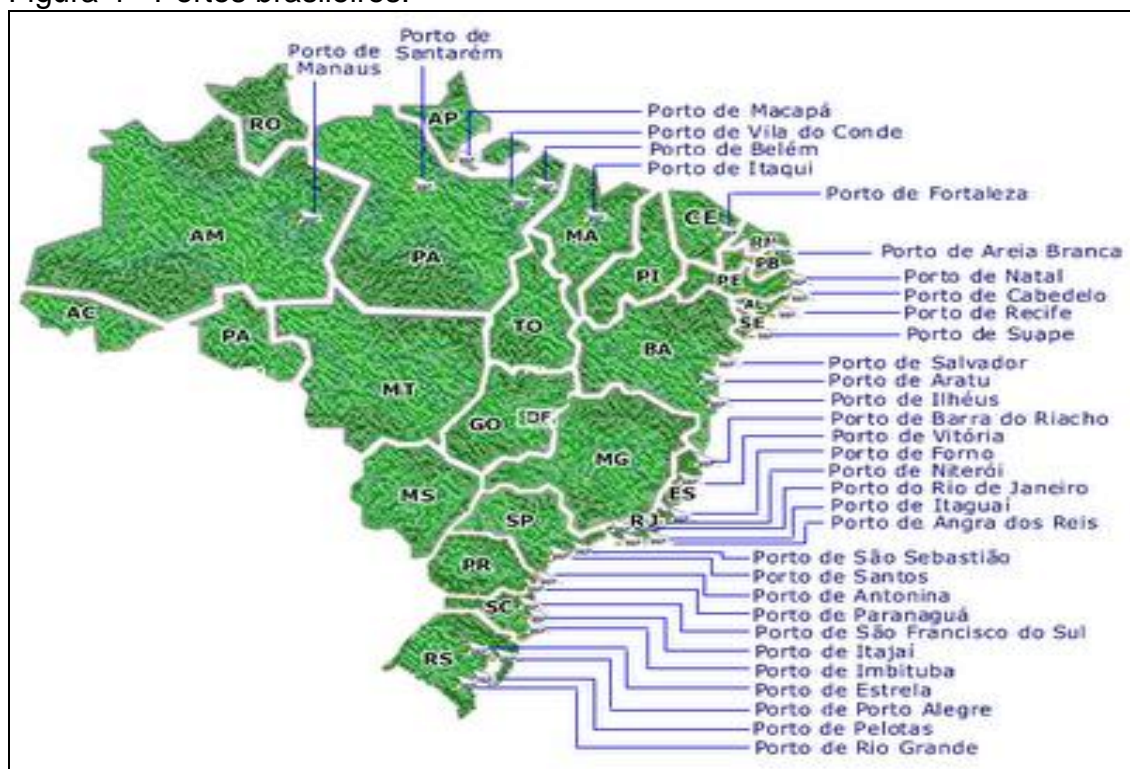 Porto de
Manaus
Porto de
Santarém
Porto de Macapá
Porto de Vila do Conde
Porto de Belém
Porto de Itaqui
Porto de Fortaleza
Porto de Areia Branca
Porto de Natal
Porto de Cabedelo
Porto de Recife
Porto de Suape
Porto de Salvador
Porto de Aratu
Porto de Ilhéus
Porto de Barra do Riacho
Porto de Vitória
Porto de Forno
Porto de Niterói
Porto do Rio de Janeiro
Porto de Itaguaí
Porto de Angra dos Reis
Porto de São Sebastião
Porto de Santos
Porto de Antonina
Porto de Paranaguá
Porto de São Francisco do Sul
Porto de Itajaí
Porto de Imbituba
Porto de Estrela
Porto de Porto Alegre
Porto de Pelotas
Porto de Rio Grande
RO
AP
AM
PA
MA
CE
RN
PB
PI
PE
AL
SE
AC
PA
TO
BA
MT
GO
DF
MG
MS
ES
SP
RJ
PR
SC
RS